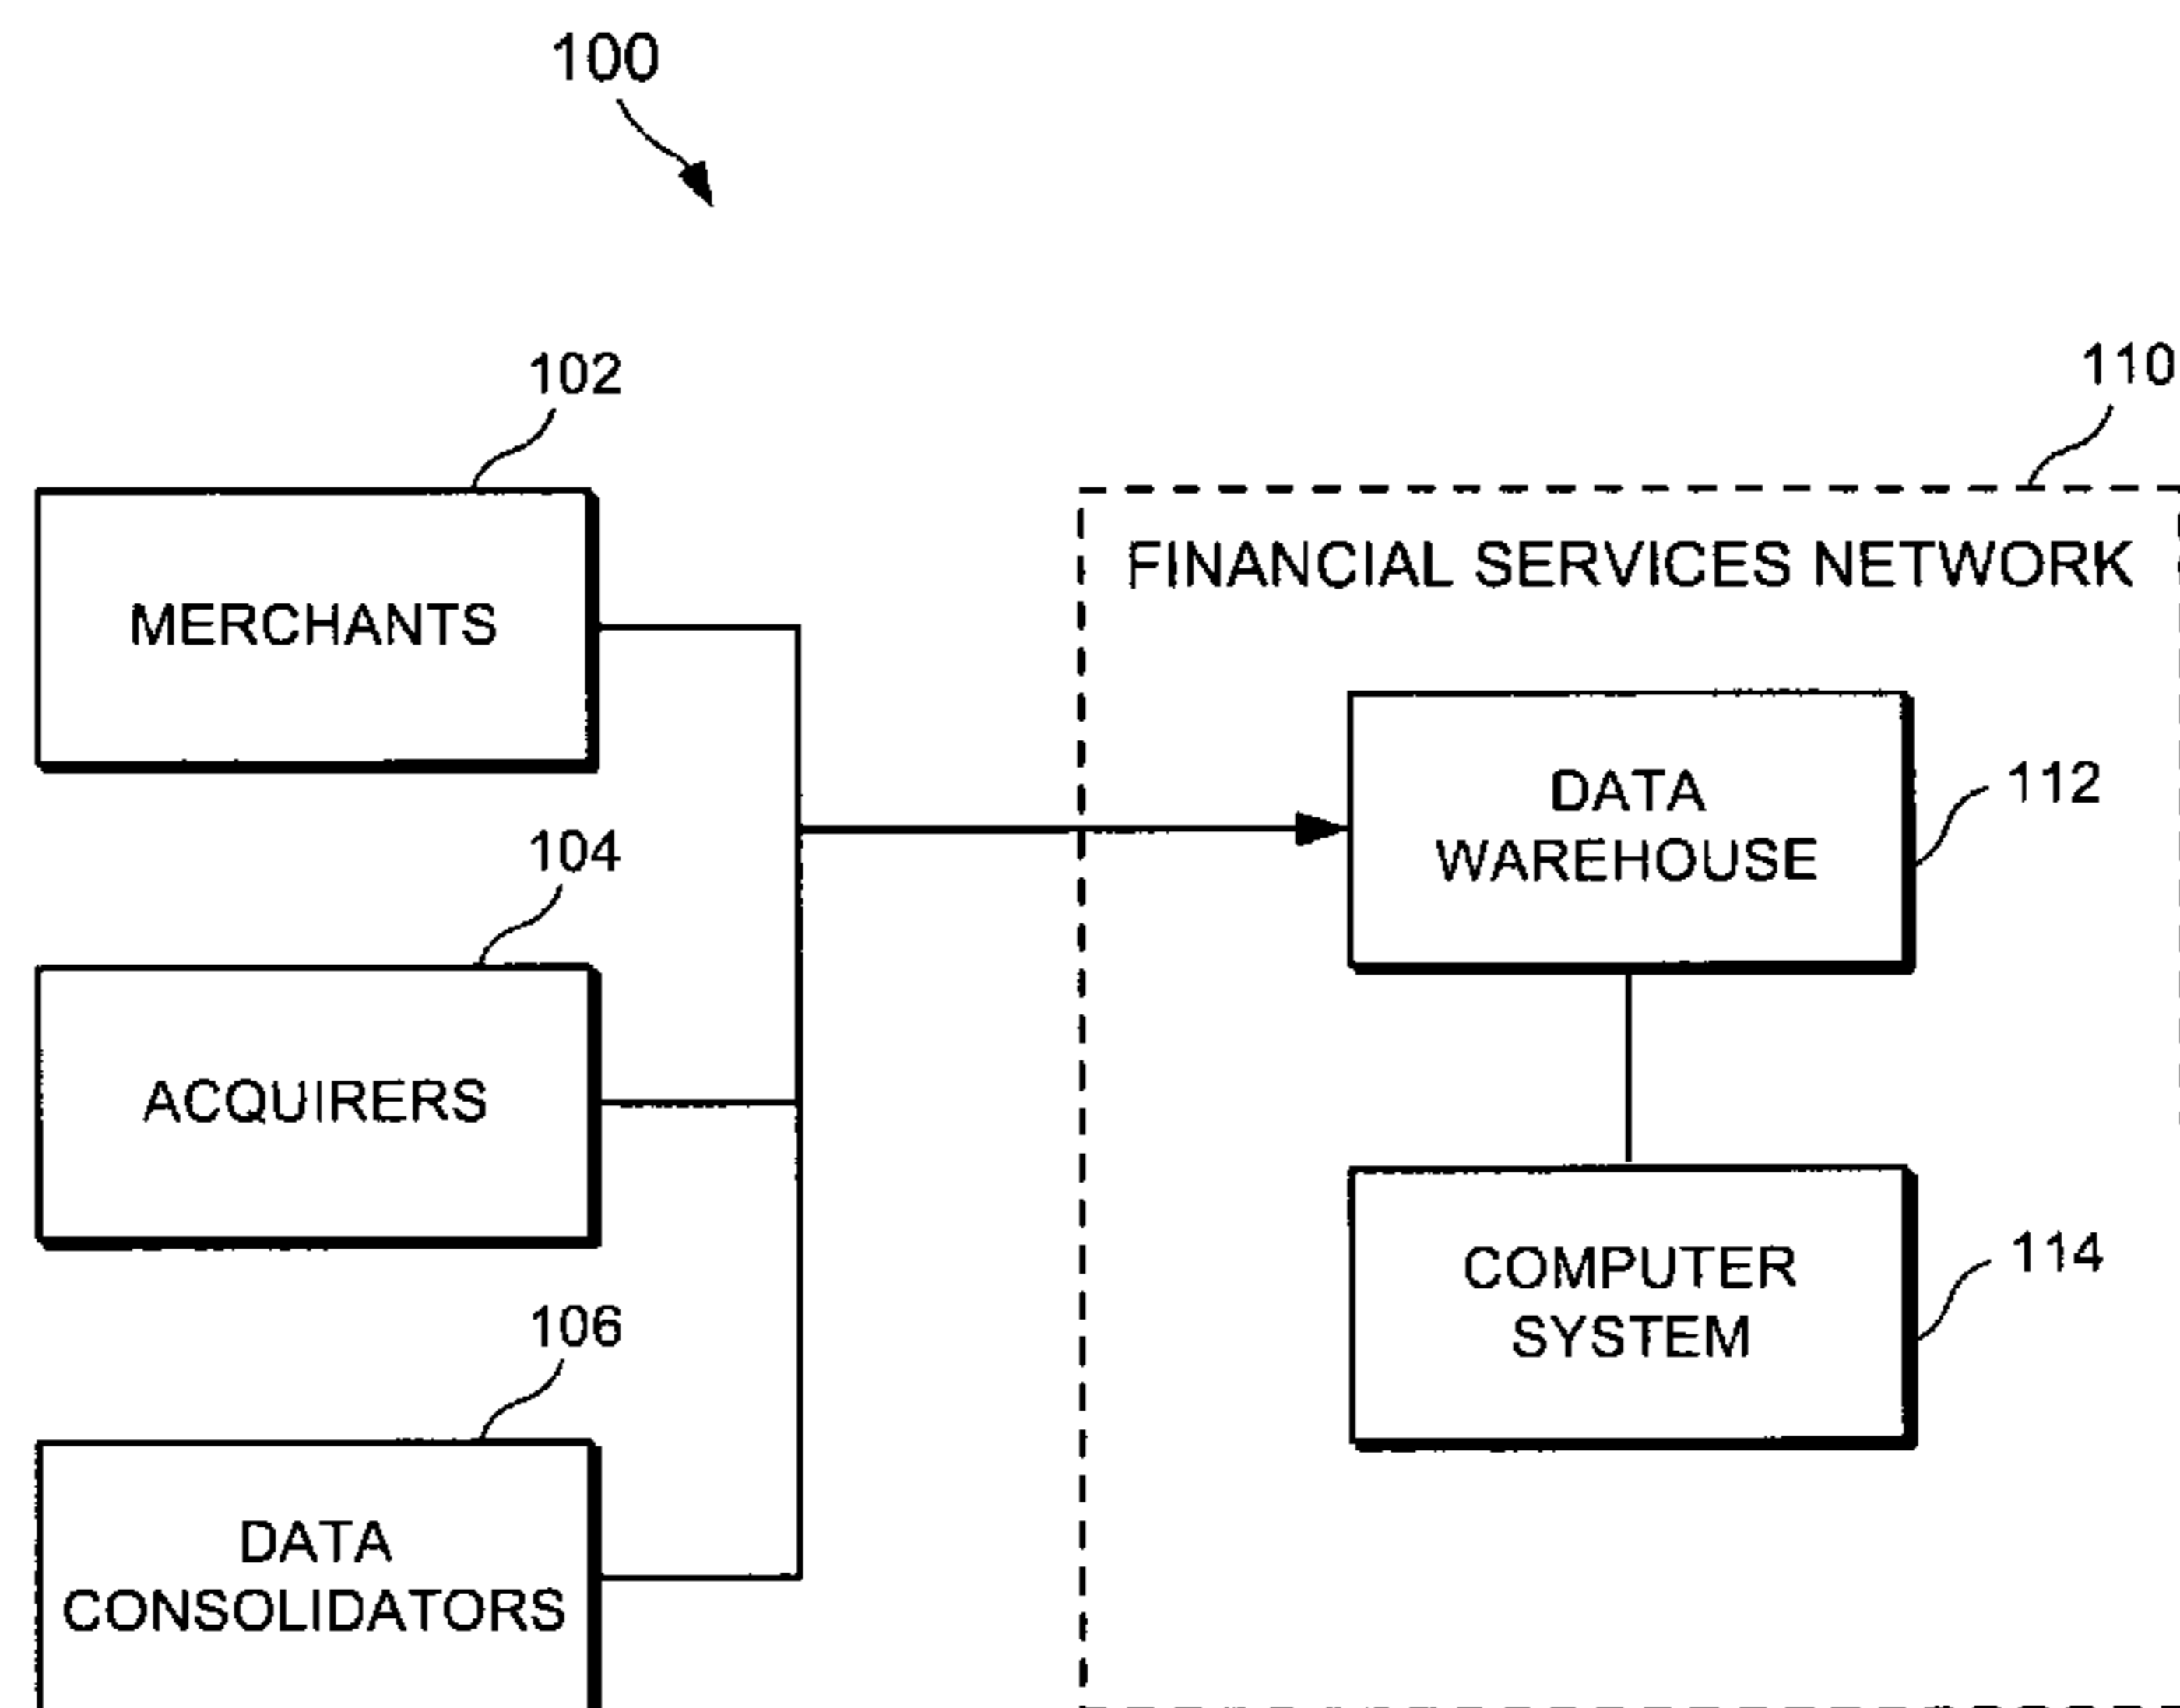 100
102
110
MERCHANTS
FINANCIAL SERVICES NETWORK
DATA
WAREHOUSE
112
104
ACQUIRERS
COMPUTER
SYSTEM
114
106
DATA
CONSOLIDATORS